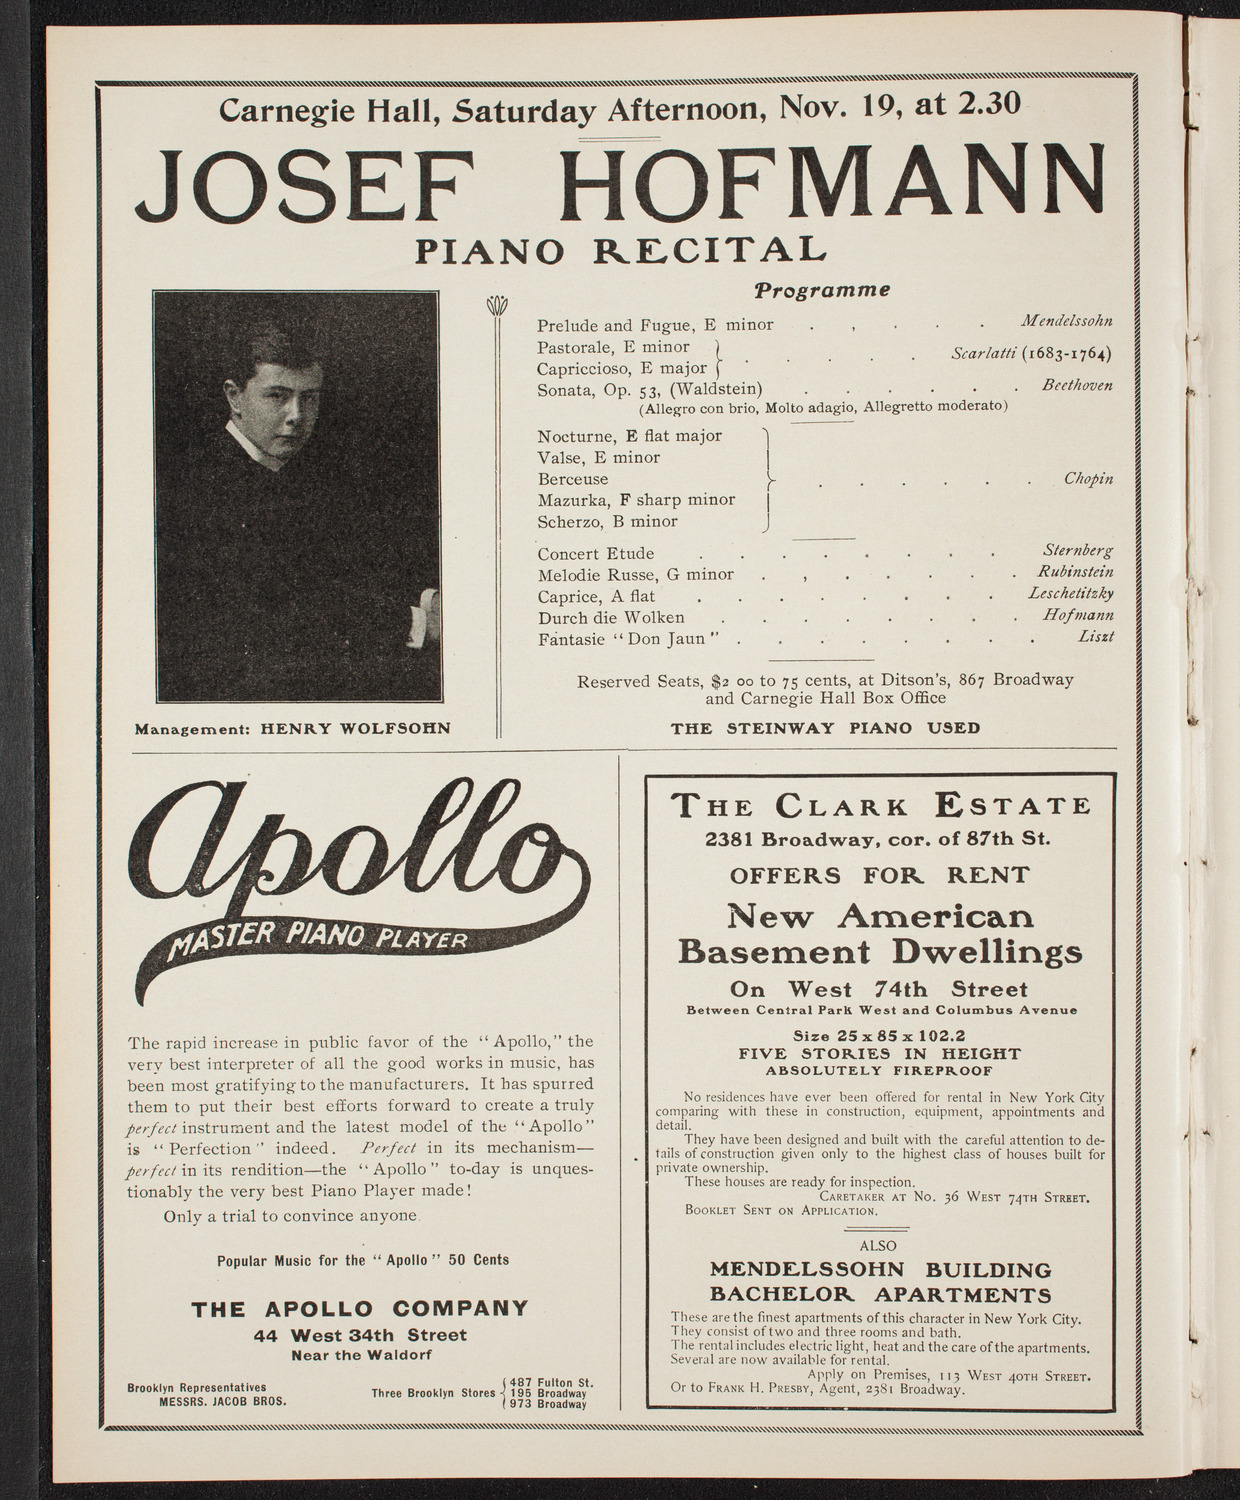 Carnegie Hall, Saturday Afternoon, Nov. 19, at 2.30
JOSEF HOFMANN
PIANO RECITAL
Programme
Prelude and Fugue, E minor . , . . . Mendelssohn
Pastorale, E minor
Capriccioso, E major . . . . . Scarlatti (1683-1764)
Sonata, Op. 53, (Waldstein) . . . . . . Beethoven
(Allegro con brio, Molto adagio, Allegretto moderato)
Nocturne, E flat major
Valse, E minor
Berceuse . . . . . . Chopin
Mazurka, F sharp minor
Scherzo, B minor
Concert Etude . . . . . . . . Sternberg
Melodie Russe, G minor . , . . . . . Rubinstein
Caprice, A flat . . . . . . . . Leschetitzky
Durch die Wolken . . . . . . . . Hofmann
Fantasie "Don Jaun" . . . . . . . . Liszt
Reserved Seats, $2 00 to 75 cents, at Ditson's, 867 Broadway
and Carnegie Hall Box Office
Management: HENRY WOLFSOHN
THE STEINWAY PIANO USED
Apollo
MASTER PIANO PLAYER
The rapid increase in public favor of the "Apollo," the
very best interpreter of all the good works in music, has
been most gratifying to the manufacturers. It has spurred
them to put their best efforts forward to create a truly
perfect instrument and the latest model of the "Apollo"
is "Perfection" indeed. Perfect in its mechanism—
perfect in its rendition—the "Apollo" to-day is unques-
tionably the very best Piano Player made!
Only a trial to convince anyone.
Popular Music for the "Apollo" 50 Cents
THE APOLLO COMPANY
44 West 34th Street
Near the Waldorf
Brooklyn Representatives
MESSRS. JACOB BROS.
Three Brooklyn Stores
487 Fulton St.
195 Broadway
973 Broadway
THE CLARK ESTATE
2381 Broadway, cor. of 87th St.
OFFERS FOR RENT
New American
Basement Dwellings
On West 74th Street
Between Central Park West and Columbus Avenue
Size 25 x 85 x 102.2
FIVE STORIES IN HEIGHT
ABSOLUTELY FIREPROOF
No residences have ever been offered for rental in New York City
comparing with these in construction, equipment, appointments and
detail.
They have been designed and built with the careful attention to de-
tails of construction given only to the highest class of houses built for
private ownership.
These houses are ready for inspection.
CARETAKER AT NO. 36 WEST 74TH STREET.
BOOKLET SENT ON APPLICATION.
ALSO
MENDELSSOHN BUILDING
BACHELOR APARTMENTS
These are the finest apartments of this character in New York City.
They consist of two and three rooms and bath.
The rental includes electric light, heat and the care of the apartments.
Several are now available for rental.
Apply on Premises, 113 WEST 40TH STREET.
Or to FRANK H. PRESBY, Agent, 2381 Broadway.